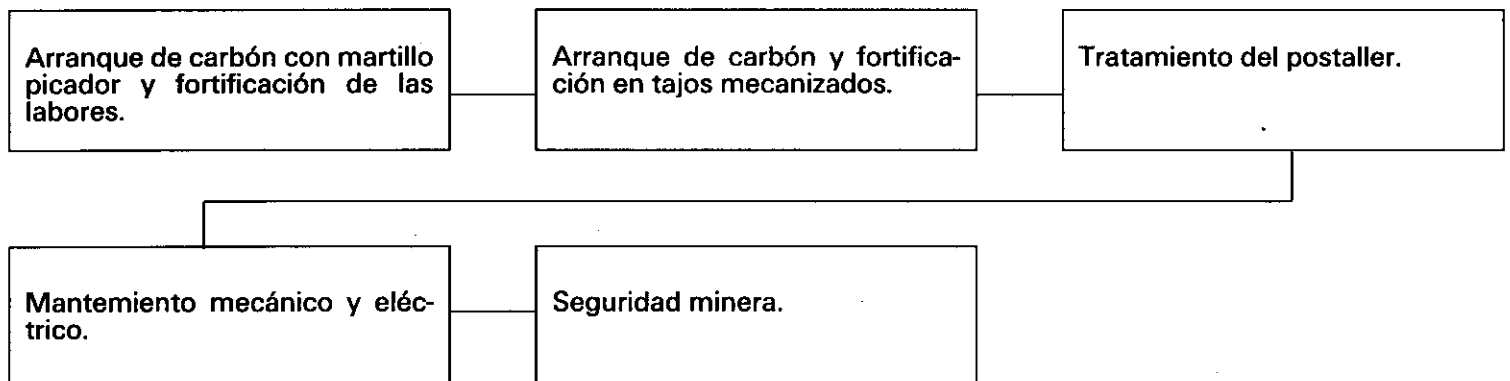 Arranque de carbón con martillo
picador y fortificación de las
labores.
Arranque de carbón y fortifica-
ción en tajos mecanizados.
Tratamiento del postaller.
Mantemiento mecánico y eléc-
trico.
Seguridad minera.